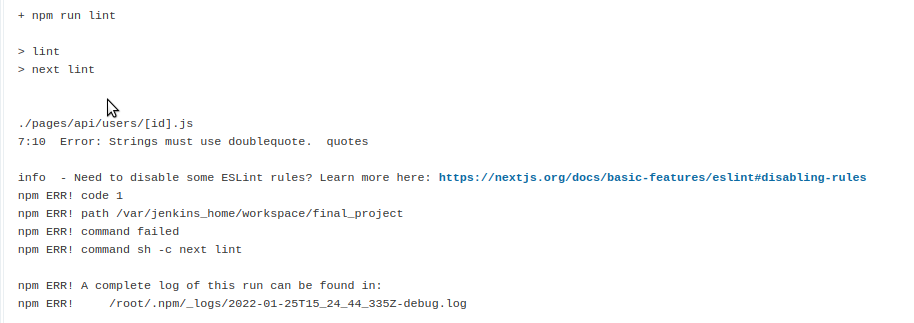 + npm run lint
> lint
> next lint
./pages/api/users/[id].js
7:10  Error: Strings must use doublequote.  quotes
info  - Need to disable some ESLint rules? Learn more here: https://nextjs.org/docs/basic-features/eslint#disabling-rules
npm ERR! code 1
npm ERR! path /var/jenkins_home/workspace/final_project
npm ERR! command failed
npm ERR! command sh -c next lint
npm ERR! A complete log of this run can be found in:
npm ERR!     /root/.npm/_logs/2022-01-25T15_24_44_335Z-debug.log